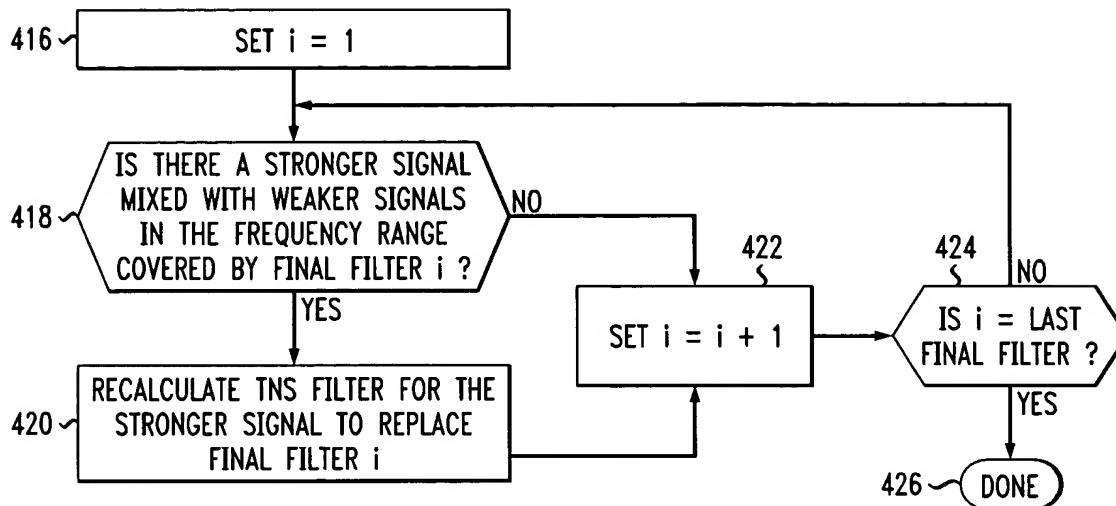 416
SET i = 1
418
IS THERE A STRONGER SIGNAL
MIXED WITH WEAKER SIGNALS
IN THE FREQUENCY RANGE
COVERED BY FINAL FILTER i ?
NO
YES
420
RECALCULATE TNS FILTER FOR THE
STRONGER SIGNAL TO REPLACE
FINAL FILTER i
422
SET i = i + 1
424
NO
IS i = LAST
FINAL FILTER ?
YES
426
DONE